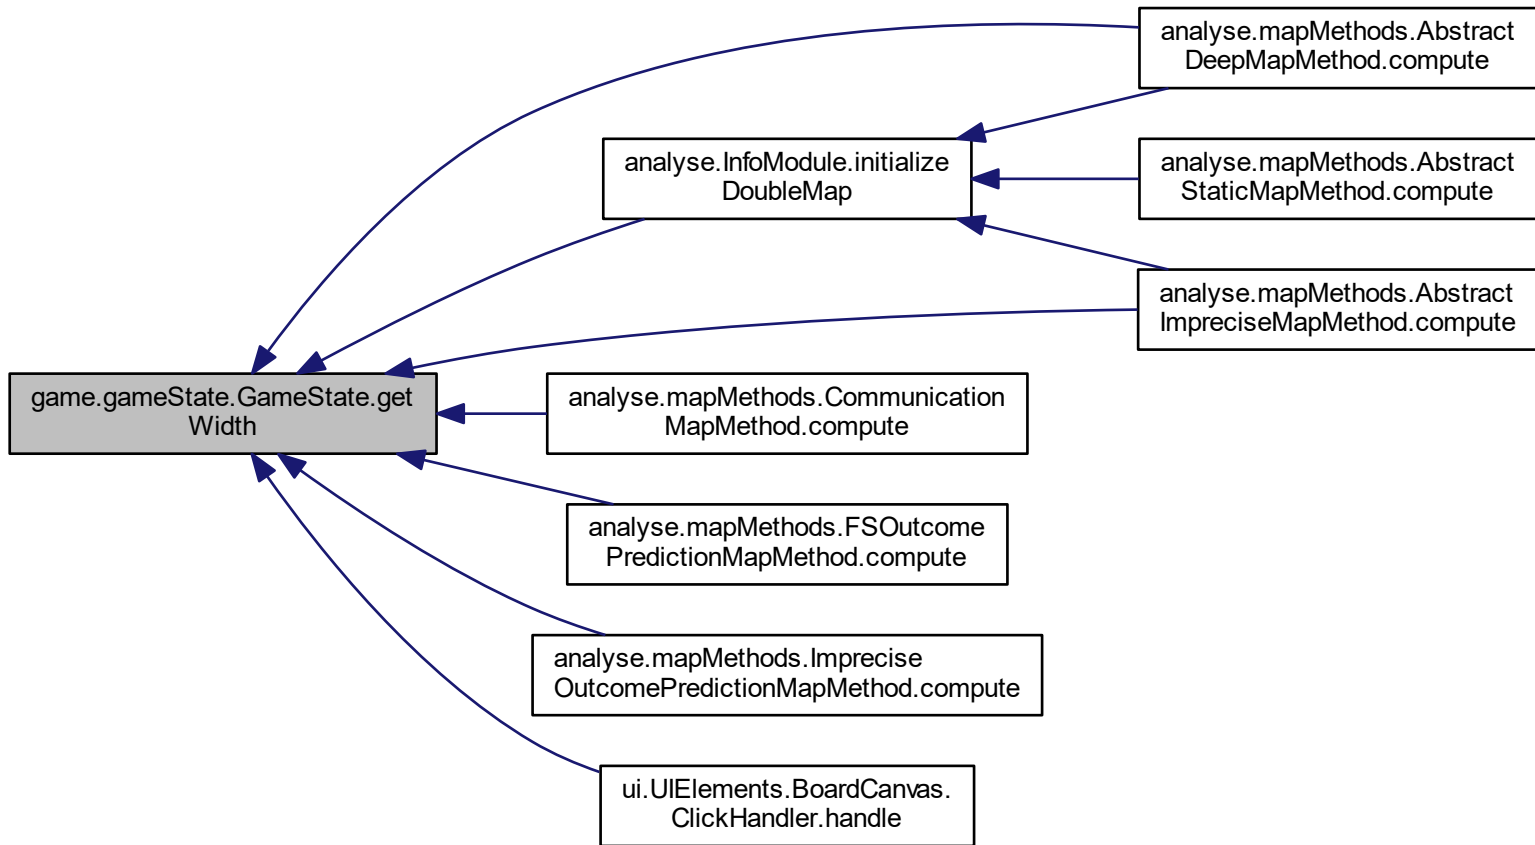 analyse.mapMethods.Abstract
DeepMapMethod.compute
analyse.InfoModule.initialize
DoubleMap
analyse.mapMethods.Abstract
StaticMapMethod.compute
analyse.mapMethods.Abstract
ImpreciseMapMethod.compute
game.gameState.GameState.get
Width
analyse.mapMethods.Communication
MapMethod.compute
analyse.mapMethods.FSOutcome
PredictionMapMethod.compute
analyse.mapMethods.Imprecise
OutcomePredictionMapMethod.compute
ui.UIElements.BoardCanvas.
ClickHandler.handle